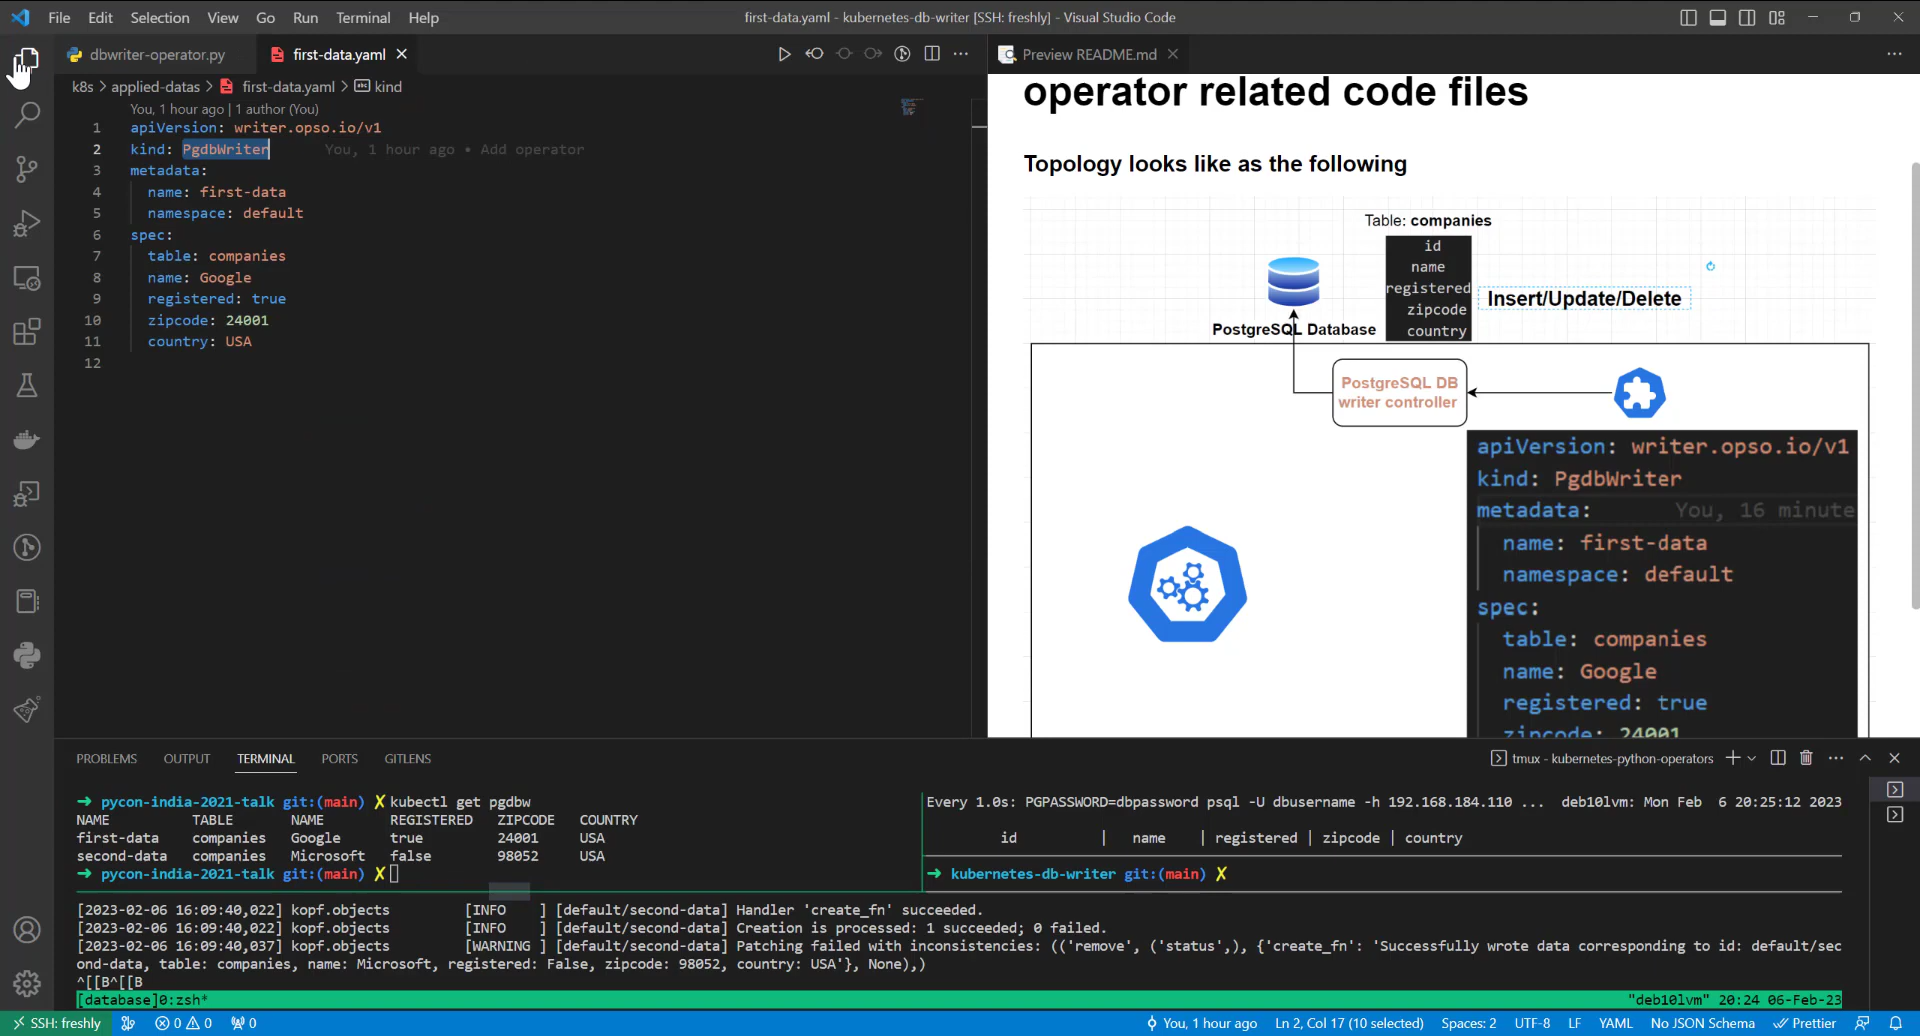 File Edit Selection View Go Run Terminal Help
first-data.yaml - kubernetes-db-writer [SSH: freshly] - Visual Studio Code
dbwriter-operator.py
first-data.yaml
k8s > applied-datas > first-data.yaml > kind
You, 1 hour ago | 1 author (You)
1 apiVersion: writer.opso.io/v1
2 kind: PgdbWriter You, 1 hour ago • Add operator
3 metadata:
4 name: first-data
5 namespace: default
6 spec:
7 table: companies
8 name: Google
9 registered: true
10 zipcode: 24001
11 country: USA
12
Preview README.md
operator related code files
Topology looks like as the following
Table: companies
id
name
registered
zipcode
country
Insert/Update/Delete
PostgreSQL Database
PostgreSQL DB
writer controller
apiVersion: writer.opso.io/v1
kind: PgdbWriter
metadata: You, 16 minute
name: first-data
namespace: default
spec:
table: companies
name: Google
registered: true
zipcode: 24001
PROBLEMS OUTPUT TERMINAL PORTS GITLENS
tmux - kubernetes-python-operators
→ pycon-india-2021-talk git:(main) ✗ kubectl get pgdbw
NAME TABLE NAME REGISTERED ZIPCODE COUNTRY
first-data companies Google true 24001 USA
second-data companies Microsoft false 98052 USA
→ pycon-india-2021-talk git:(main) ✗
Every 1.0s: PGPASSWORD=dbpassword psql -U dbusername -h 192.168.184.110 ... deb10lvm: Mon Feb 6 20:25:12 2023
id | name | registered | zipcode | country
→ kubernetes-db-writer git:(main) ✗
[2023-02-06 16:09:40,022] kopf.objects [INFO ] [default/second-data] Handler 'create_fn' succeeded.
[2023-02-06 16:09:40,022] kopf.objects [INFO ] [default/second-data] Creation is processed: 1 succeeded; 0 failed.
[2023-02-06 16:09:40,037] kopf.objects [WARNING ] [default/second-data] Patching failed with inconsistencies: (('remove', ('status',), {'create_fn': 'Successfully wrote data corresponding to id: default/sec
ond-data, table: companies, name: Microsoft, registered: False, zipcode: 98052, country: USA'}, None),)
^[[B^[[B
[database]0:zsh* "deb10lvm" 20:24 06-Feb-23
SSH: freshly 0 0 0 You, 1 hour ago Ln 2, Col 17 (10 selected) Spaces: 2 UTF-8 LF YAML No JSON Schema Prettier